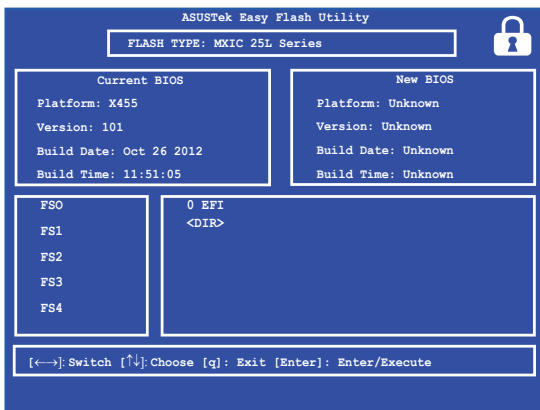 ASUSTek Easy Flash Utility
FLASH TYPE: MXIC 25L Series
Current BIOS
Platform: X455
Version: 101
Build Date: Oct 26 2012
Build Time: 11:51:05
New BIOS
Platform: Unknown
Version: Unknown
Build Date: Unknown
Build Time: Unknown
FSO
FS1
FS2
FS3
FS4
0 EFI
<DIR>
[←→]: Switch [↑↓]: Choose [q]: Exit [Enter]: Enter/Execute